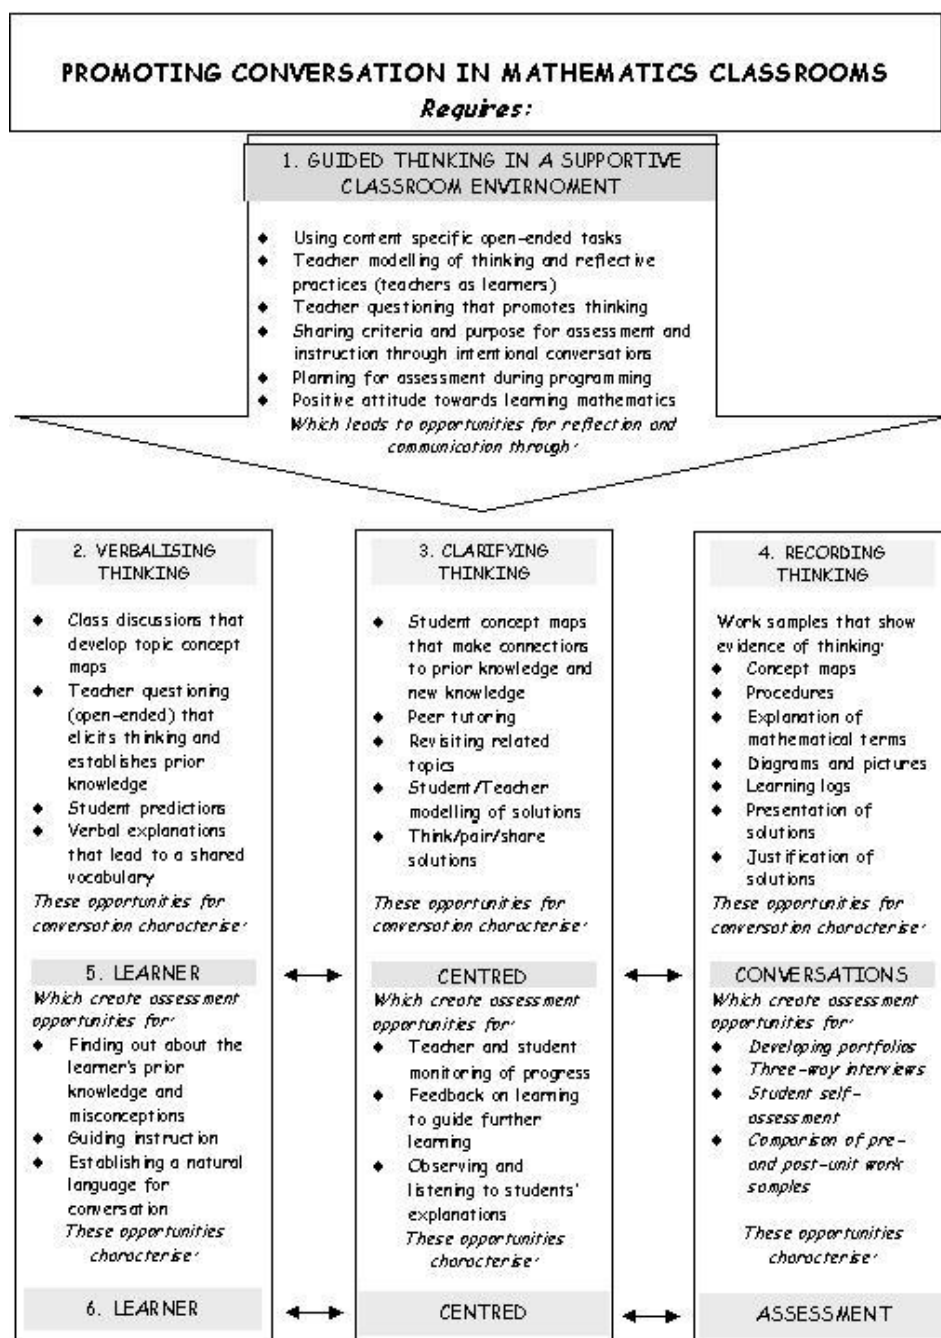 PROMOTING CONVERSATION IN MATHEMATICS CLASSROOMS
Requires:
1. GUIDED THINKING IN A SUPPORTIVE
CLASSROOM ENVIRNOMENT
♦ Using content specific open-ended tasks
♦ Teacher modelling of thinking and reflective
practices (teachers as learners)
♦ Teacher questioning that promotes thinking
♦ Sharing criteria and purpose for assessment and
instruction through intentional conversations
♦ Planning for assessment during programming
♦ Positive attitude towards learning mathematics
Which leads to opportunities for reflection and
communication through:
2. VERBALISING
THINKING
♦ Class discussions that
develop topic concept
maps
♦ Teacher questioning
(open-ended) that
elicits thinking and
establishes prior
knowledge
♦ Student predictions
♦ Verbal explanations
that lead to a shared
vocabulary
These opportunities for
conversation characterise:
3. CLARIFYING
THINKING
♦ Student concept maps
that make connections
to prior knowledge and
new knowledge
♦ Peer tutoring
♦ Revisiting related
topics
♦ Student/Teacher
modelling of solutions
♦ Think/pair/share
solutions
These opportunities for
conversation characterise:
4. RECORDING
THINKING
Work samples that show
evidence of thinking:
♦ Concept maps
♦ Procedures
♦ Explanation of
mathematical terms
♦ Diagrams and pictures
♦ Learning logs
♦ Presentation of
solutions
♦ Justification of
solutions
These opportunities for
conversation characterise:
5. LEARNER
Which create assessment
opportunities for:
♦ Finding out about the
learner's prior
knowledge and
misconceptions
♦ Guiding instruction
♦ Establishing a natural
language for
conversation
These opportunities
characterise:
CENTRED
Which create assessment
opportunities for:
♦ Teacher and student
monitoring of progress
♦ Feedback on learning
to guide further
learning
♦ Observing and
listening to students'
explanations
These opportunities
characterise:
CONVERSATIONS
Which create assessment
opportunities for:
♦ Developing portfolios
♦ Three-way interviews
♦ Student self-
assessment
♦ Comparison of pre-
and post-unit work
samples
These opportunities
characterise:
6. LEARNER
CENTRED
ASSESSMENT